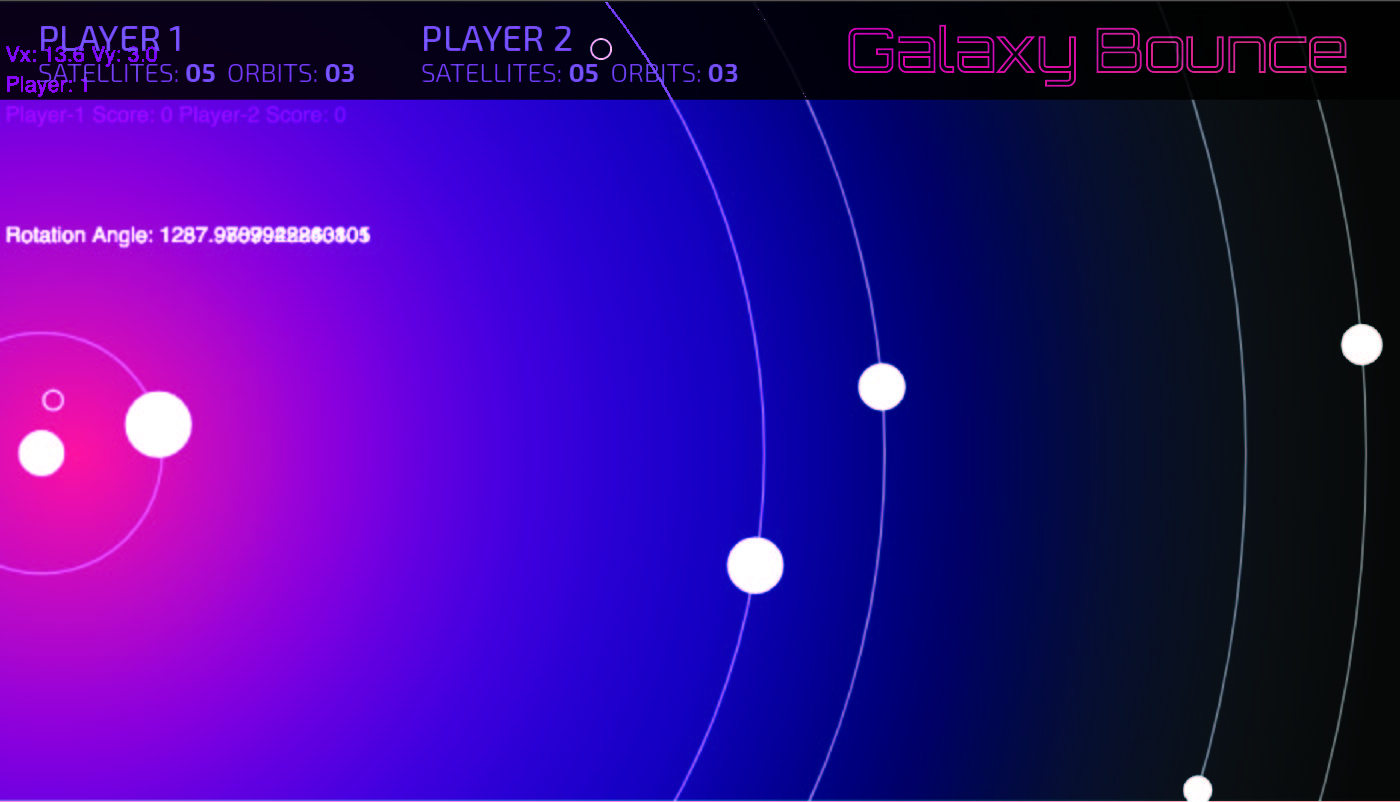 PLAYER 1
SATELLITES: 05 ORBITS: 03
PLAYER 2
SATELLITES: 05 ORBITS: 03
Galaxy Bounce
Vx: 13.6 Vy: 3.0
Player: 1
Player-1 Score: 0 Player-2 Score: 0
Rotation Angle: